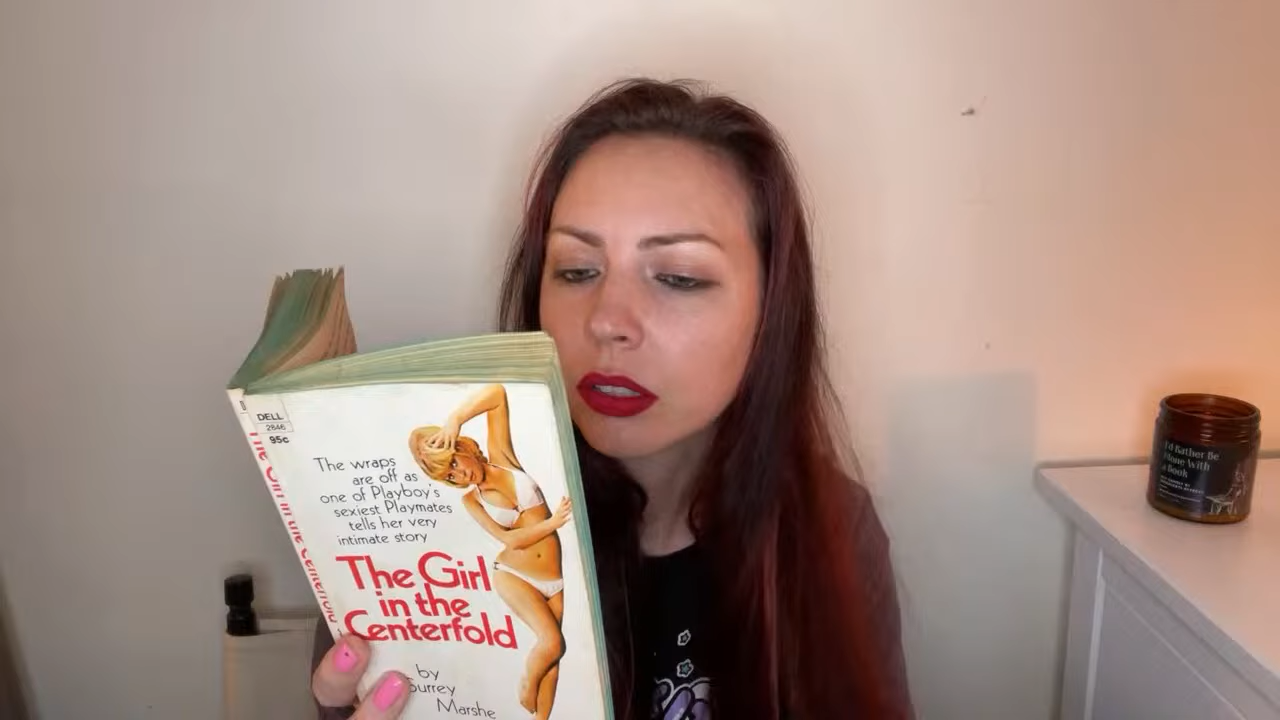 DELL
2846
95c
The wraps
are off as
one of Playboy's
sexiest Playmates
tells her very
intimate story
The Girl
in the
Centerfold
by
Surrey
Marshe
The Girl in the Centerfold
I'd Rather Be
Alone With
a Book